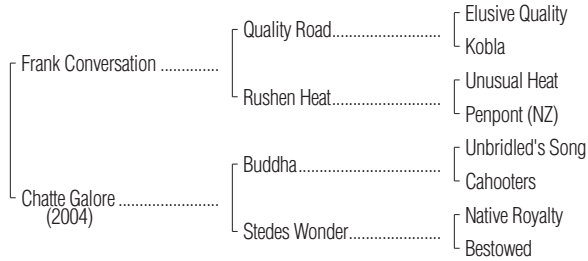 Elusive Quality
Quality Road
Kobla
Frank Conversation
Unusual Heat
Rushen Heat
Penpont (NZ)
Unbridled's Song
Buddha
Cahooters
Chatte Galore
(2004)
Native Royalty
Stedes Wonder
Bestowed